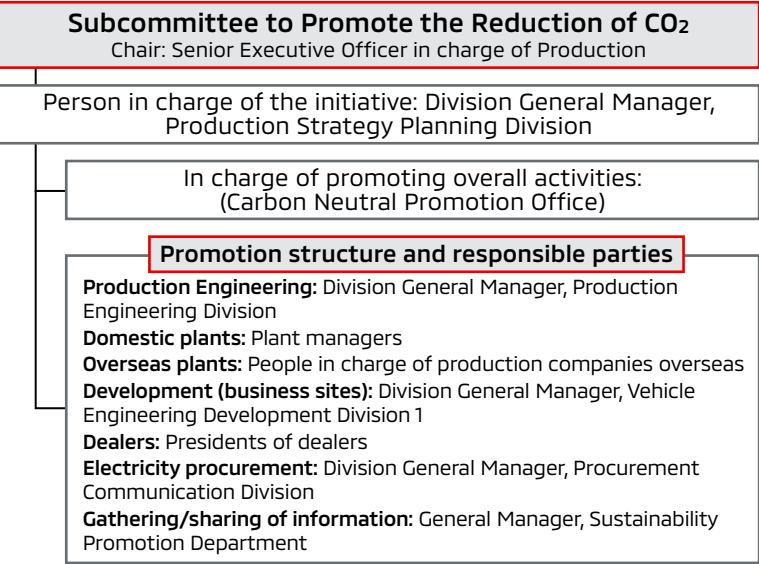 Subcommittee to Promote the Reduction of CO₂
Chair: Senior Executive Officer in charge of Production
Person in charge of the initiative: Division General Manager,
Production Strategy Planning Division
In charge of promoting overall activities:
(Carbon Neutral Promotion Office)
Promotion structure and responsible parties
Production Engineering: Division General Manager, Production
Engineering Division
Domestic plants: Plant managers
Overseas plants: People in charge of production companies overseas
Development (business sites): Division General Manager, Vehicle
Engineering Development Division 1
Dealers: Presidents of dealers
Electricity procurement: Division General Manager, Procurement
Communication Division
Gathering/sharing of information: General Manager, Sustainability
Promotion Department